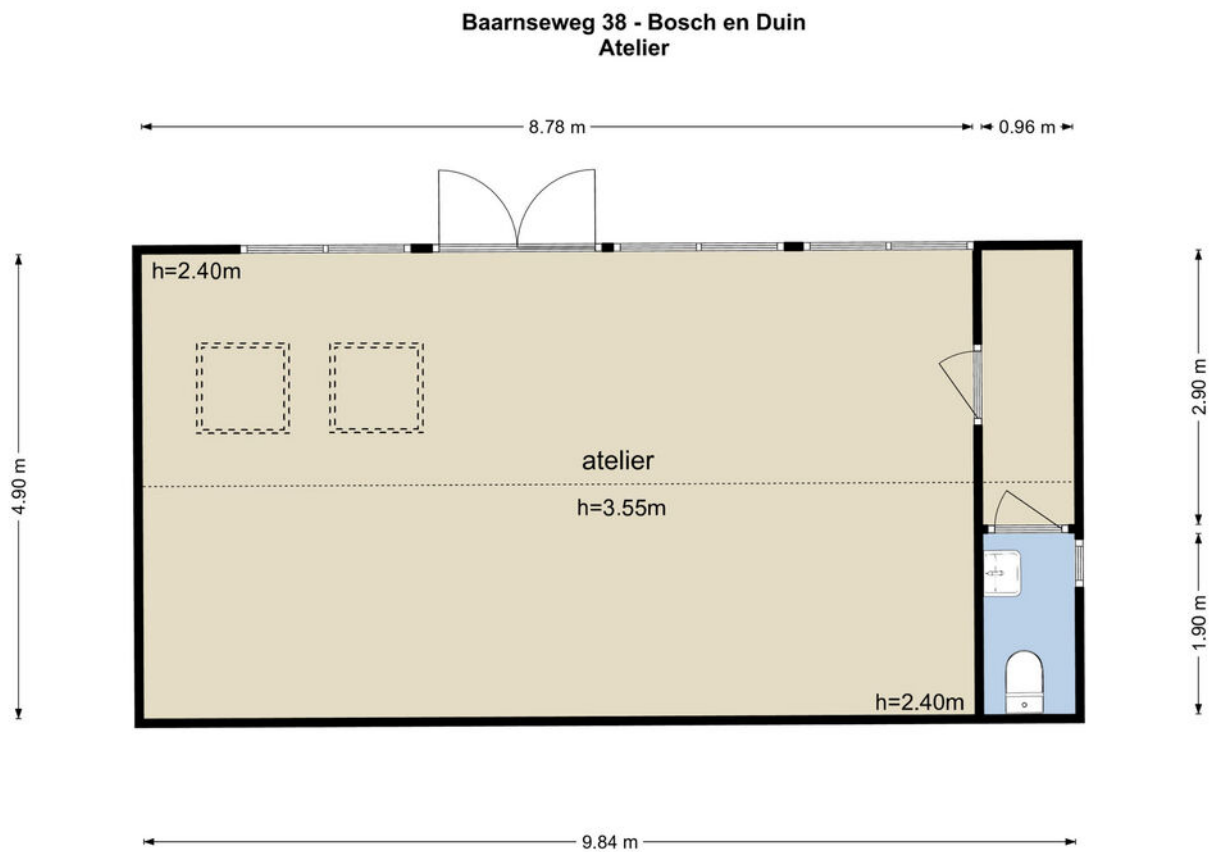 Baarnseweg 38 - Bosch en Duin
Atelier
8.78 m
0.96 m
h=2.40m
4.90 m
2.90 m
atelier
h=3.55m
1.90 m
h=2.40m
9.84 m